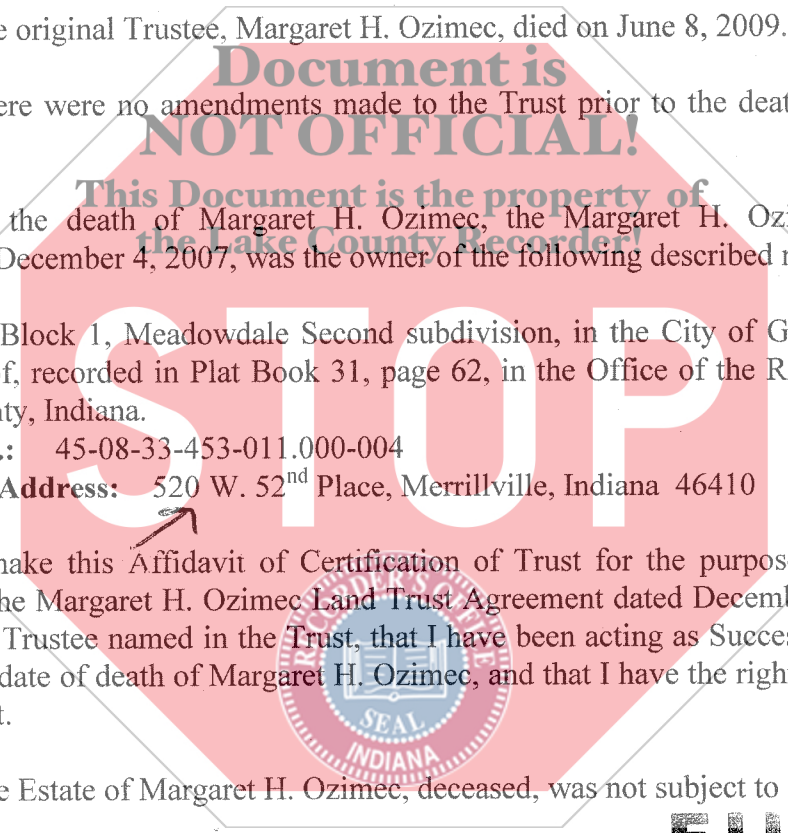 e original Trustee, Margaret H. Ozimec, died on June 8, 2009.
Document is
ere were no amendments made to the Trust prior to the deat
NOT OFFICIAL!
This Document is the property of
the death of Margaret H. Ozimec, the Margaret H. Oz
the Lake County Recorder!
December 4, 2007, was the owner of the following described r
STOP
Block 1, Meadowdale Second subdivision, in the City of G
f, recorded in Plat Book 31, page 62, in the Office of the R
ty, Indiana.
.: 45-08-33-453-011.000-004
Address: 520 W. 52nd Place, Merrillville, Indiana 46410
nake this Affidavit of Certification of Trust for the purpos
he Margaret H. Ozimec Land Trust Agreement dated Decemb
RECORDER'S OFFICE
Trustee named in the Trust, that I have been acting as Succes
date of death of Margaret H. Ozimec, and that I have the right
t.
SEAL
INDIANA
e Estate of Margaret H. Ozimec, deceased, was not subject to